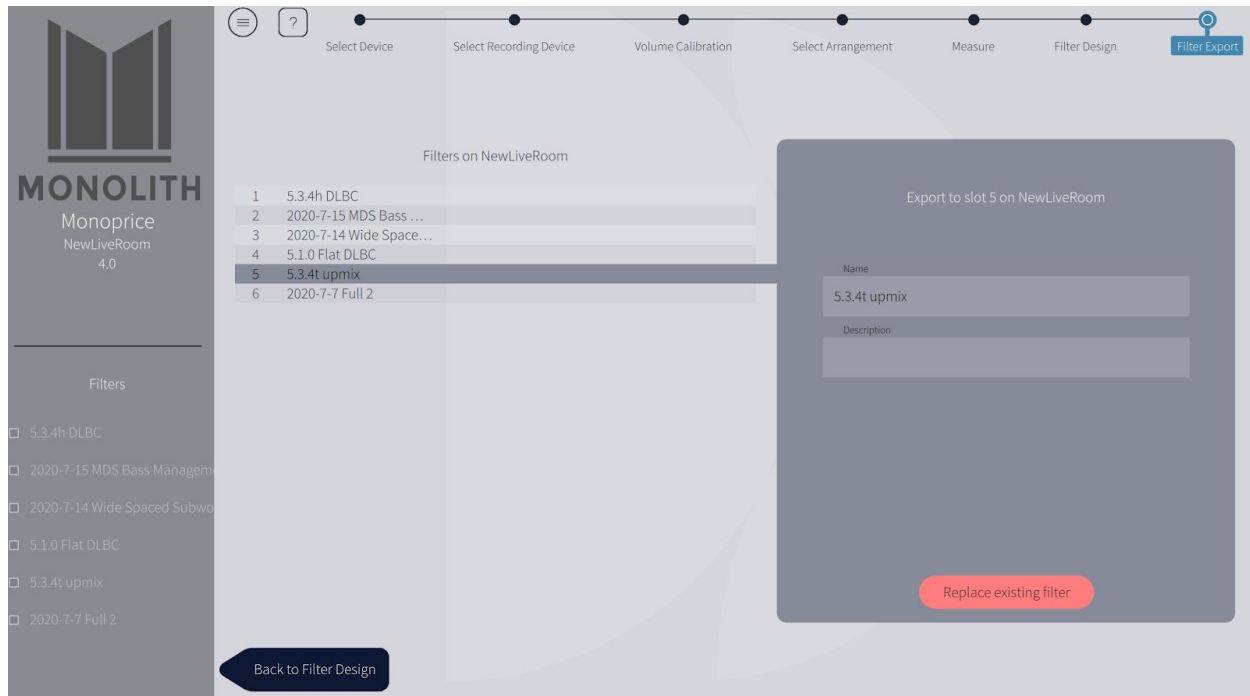 ?
Select Device
Select Recording Device
Volume Calibration
Select Arrangement
Measure
Filter Design
Filter Export
MONOLITH
Monoprice
NewLiveRoom
4.0
Filters
5.3.4h DLBC
2020-7-15 MDS Bass Managem
2020-7-14 Wide Spaced Subwo
5.1.0 Flat DLBC
5.3.4t upmix
2020-7-7 Full 2
Filters on NewLiveRoom
1 5.3.4h DLBC
2 2020-7-15 MDS Bass ...
3 2020-7-14 Wide Space...
4 5.1.0 Flat DLBC
5 5.3.4t upmix
6 2020-7-7 Full 2
Export to slot 5 on NewLiveRoom
Name
5.3.4t upmix
Description
Replace existing filter
Back to Filter Design